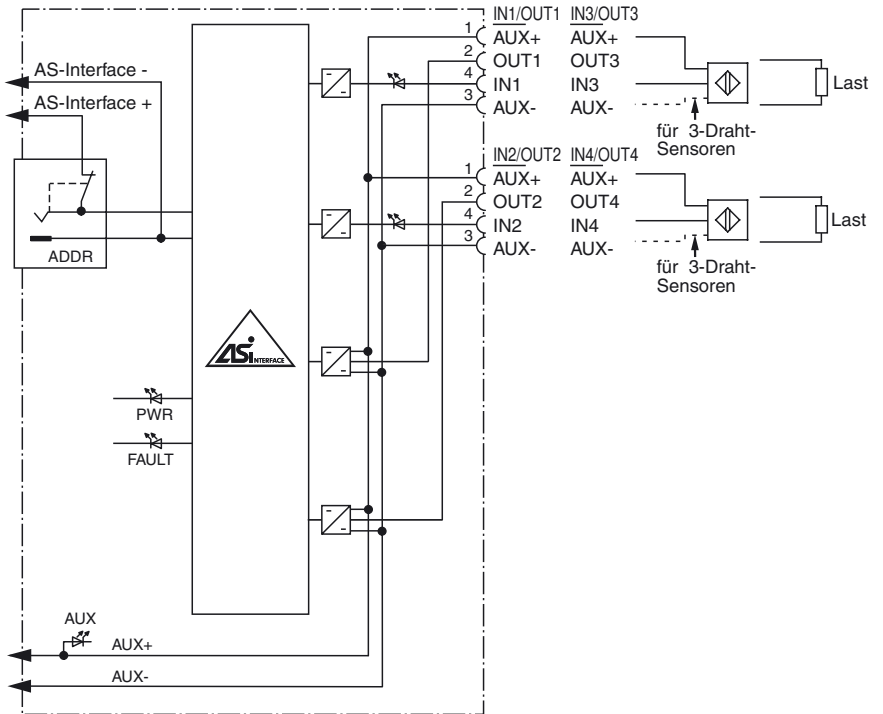 IN1/OUT1 IN3/OUT3
1 AUX+ AUX+
2 OUT1 OUT3
4 IN1 IN3
3 AUX- AUX-
Last
für 3-Draht-
Sensoren
AS-Interface -
AS-Interface +
IN2/OUT2 IN4/OUT4
1 AUX+ AUX+
2 OUT2 OUT4
4 IN2 IN4
3 AUX- AUX-
Last
für 3-Draht-
Sensoren
ADDR
ASi INTERFACE
PWR
FAULT
AUX
AUX+
AUX-